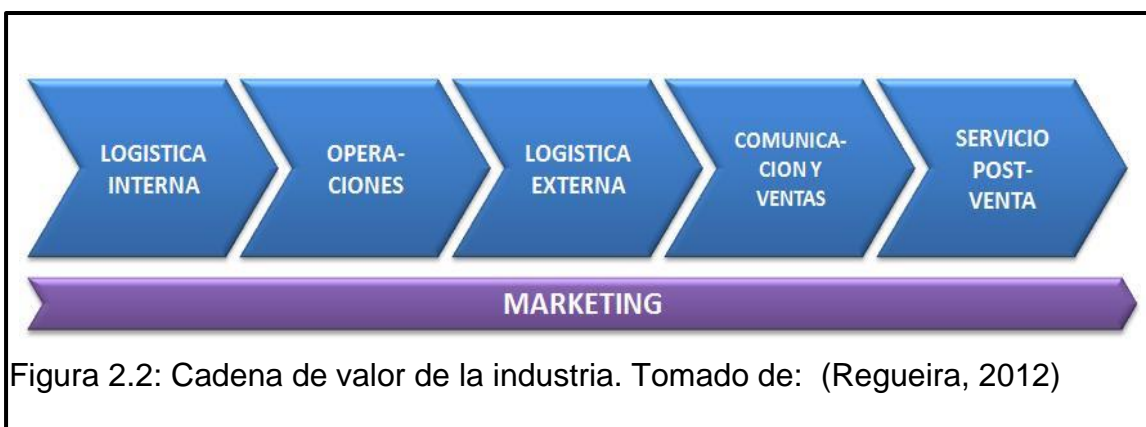 LOGISTICA
INTERNA
OPERA-
CIONES
LOGISTICA
EXTERNA
COMUNICA-
CION Y
VENTAS
SERVICIO
POST-
VENTA
MARKETING
Figura 2.2: Cadena de valor de la industria. Tomado de: (Regueira, 2012)